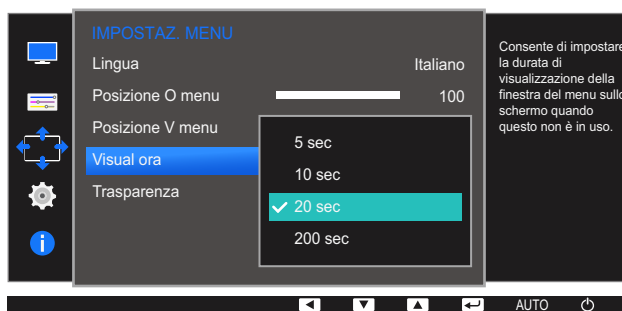 IMPOSTAZ. MENU
Lingua Italiano
Posizione O menu 100
Posizione V menu
Visual ora
Trasparenza
5 sec
10 sec
20 sec
200 sec
Consente di impostare
la durata di
visualizzazione della
finestra del menu sullo
schermo quando
questo non è in uso.
AUTO